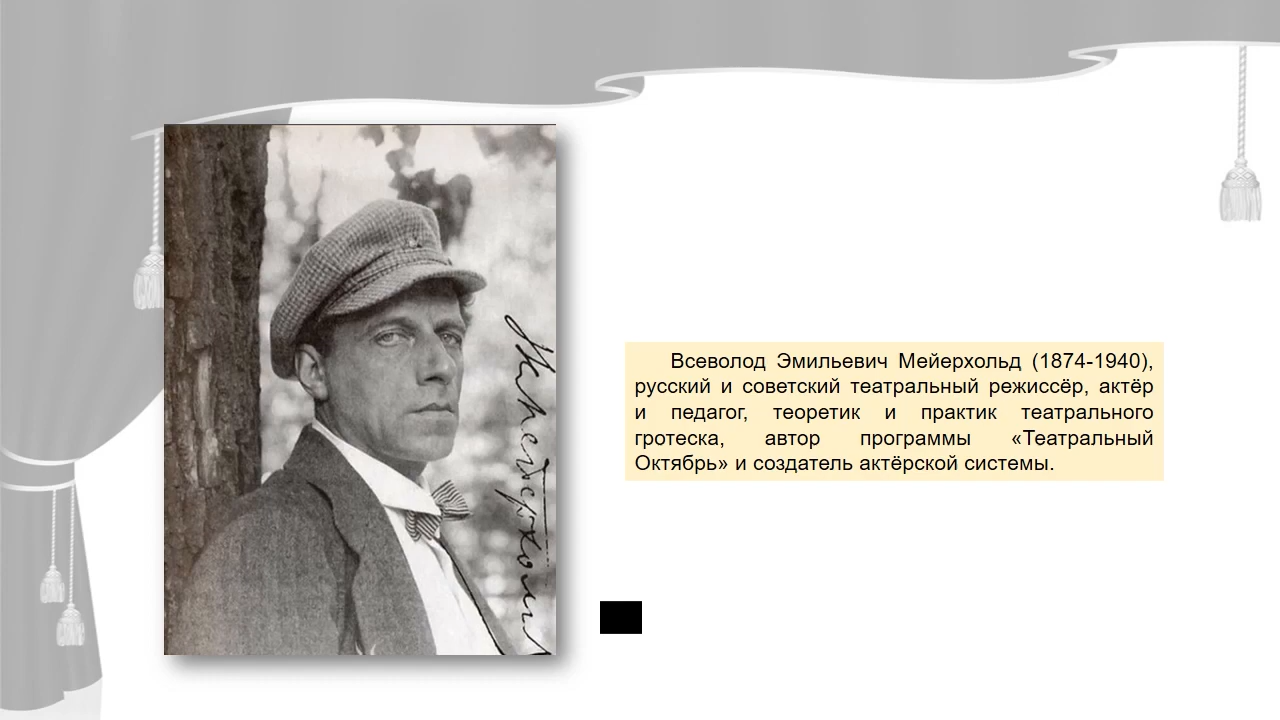 Мейерхольд
Всеволод Эмильевич Мейерхольд (1874-1940),
русский и советский театральный режиссёр, актёр
и педагог, теоретик и практик театрального
гротеска, автор программы «Театральный
Октябрь» и создатель актёрской системы.